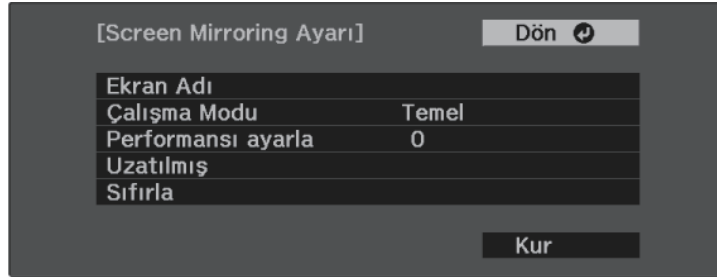 [Screen Mirroring Ayarı] Dön
Ekran Adı
Çalışma Modu Temel
Performansı ayarla 0
Uzatılmış
Sıfırla
Kur